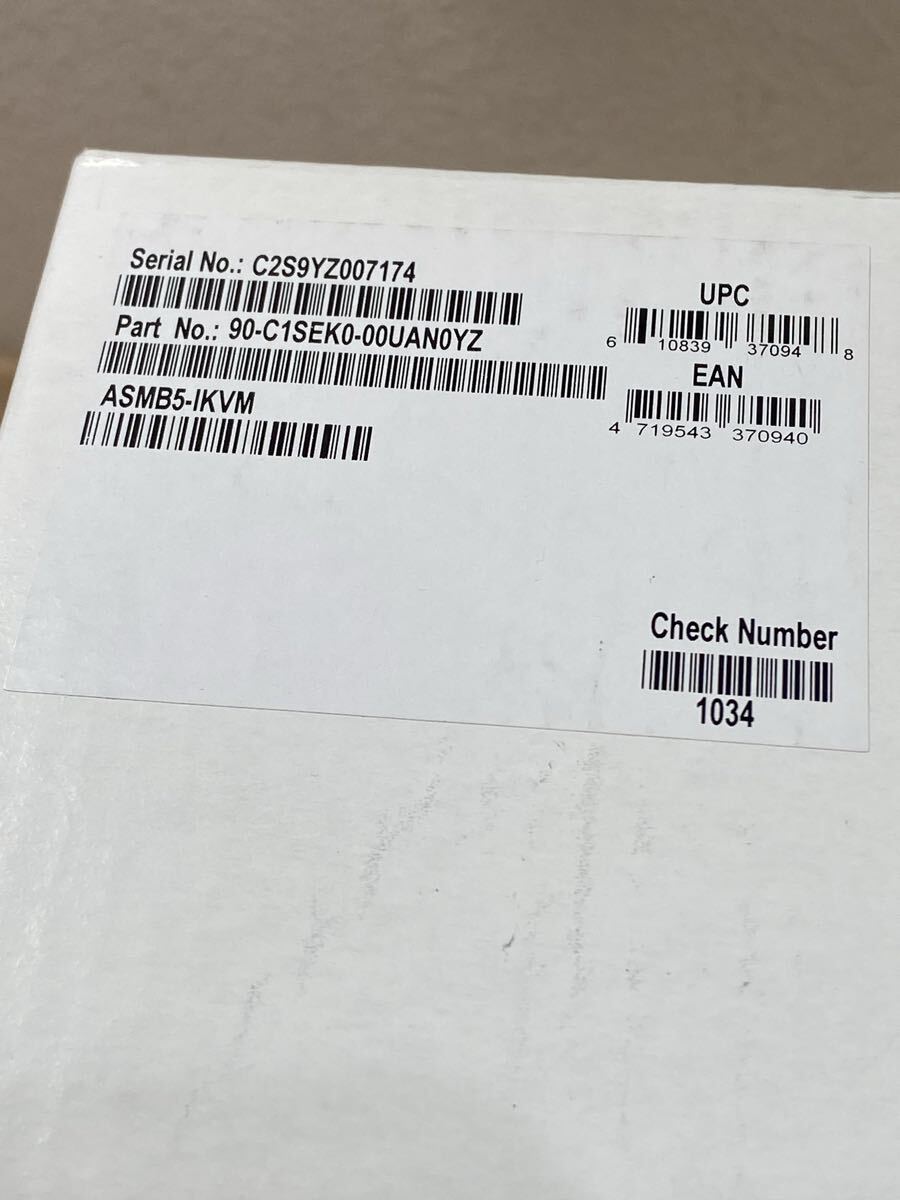 Serial No.: C2S9YZ007174
Part No.: 90-C1SEK0-00UAN0YZ
ASMB5-IKVM
UPC
6 10839 37094 8
EAN
4 719543 370940
Check Number
1034